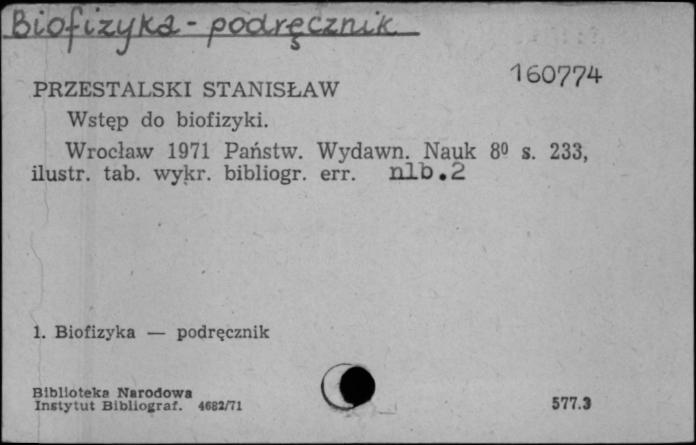 Biofizyka - podręcznik
160774
PRZESTALSKI STANISŁAW
Wstęp do biofizyki.
Wrocław 1971 Państw. Wydawn. Nauk 8⁰ s. 233,
ilustr. tab. wykr. bibliogr. err. nlb.2
1. Biofizyka — podręcznik
Biblioteka Narodowa
Instytut Bibliograf. 4682/71
577.3